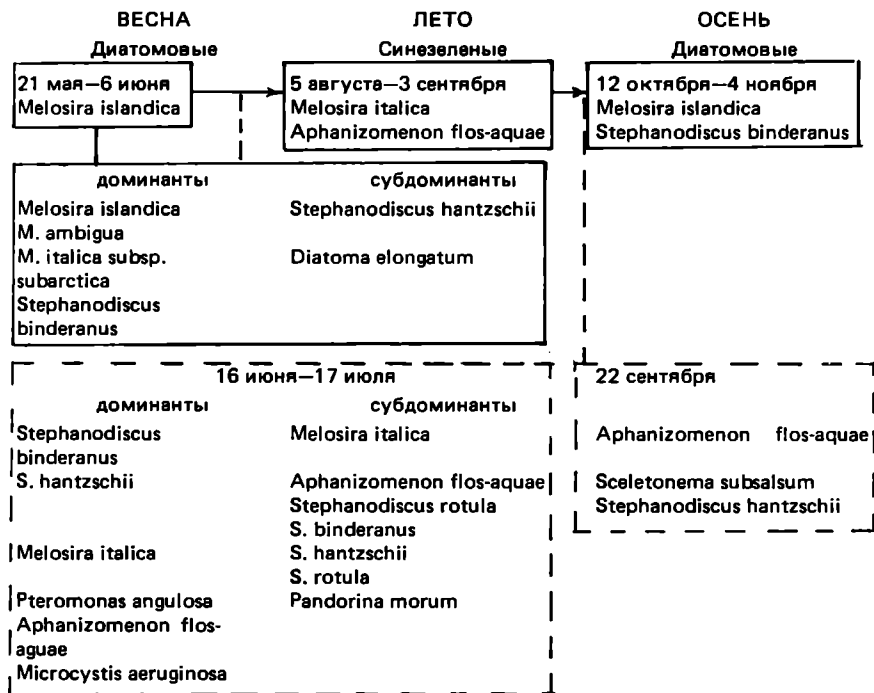 ВЕСНА
Диатомовые
21 мая—6 июня
Melosira islandica
ЛЕТО
Синезеленые
5 августа—3 сентября
Melosira italica
Aphanizomenon flos-aquae
ОСЕНЬ
Диатомовые
12 октября—4 ноября
Melosira islandica
Stephanodiscus binderanus
доминанты
Melosira islandica
M. ambigua
M. italica subsp.
subarctica
Stephanodiscus
binderanus
субдоминанты
Stephanodiscus hantzschii
Diatoma elongatum
16 июня—17 июля
доминанты
Stephanodiscus
binderanus
S. hantzschii
Melosira italica
Pteromonas angulosa
Aphanizomenon flos-
aguae
Microcystis aeruginosa
субдоминанты
Melosira italica
Aphanizomenon flos-aquae
Stephanodiscus rotula
S. binderanus
S. hantzschii
S. rotula
Pandorina morum
22 сентября
Aphanizomenon flos-aquae
Sceletonema subsalsum
Stephanodiscus hantzschii